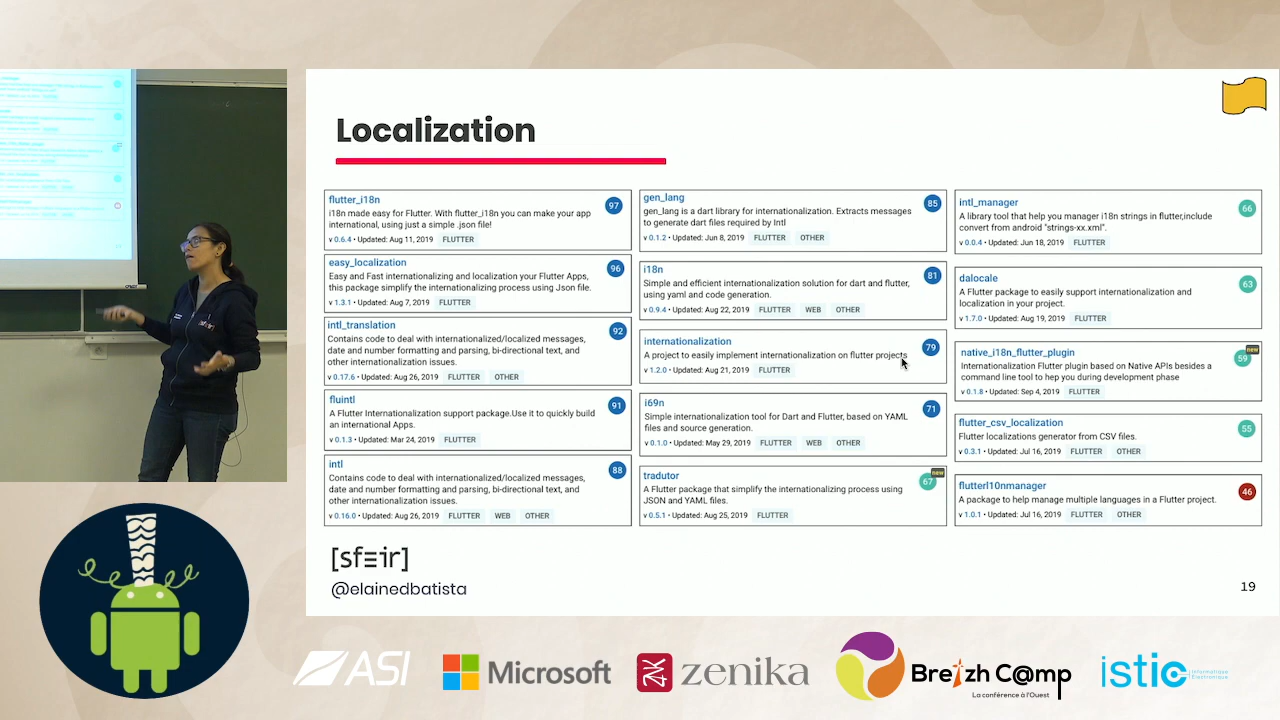 Localization
flutter_i18n
97
i18n made easy for Flutter. With flutter_i18n you can make your app
international, using just a simple .json file!
v 0.6.4 • Updated: Aug 11, 2019 FLUTTER
easy_localization
96
Easy and Fast internationalizing and localization your Flutter Apps,
this package simplify the internationalizing process using Json file.
v 1.3.1 • Updated: Aug 7, 2019 FLUTTER
intl_translation
92
Contains code to deal with internationalized/localized messages,
date and number formatting and parsing, bi-directional text, and
other internationalization issues.
v 0.17.6 • Updated: Aug 26, 2019 FLUTTER OTHER
fluintl
91
A Flutter Internationalization support package.Use it to quickly build
an international Apps.
v 0.1.3 • Updated: Mar 24, 2019 FLUTTER
intl
88
Contains code to deal with internationalized/localized messages,
date and number formatting and parsing, bi-directional text, and
other internationalization issues.
v 0.16.0 • Updated: Aug 26, 2019 FLUTTER WEB OTHER
gen_lang
85
gen_lang is a dart library for internationalization. Extracts messages
to generate dart files required by Intl
v 0.1.2 • Updated: Jun 8, 2019 FLUTTER OTHER
i18n
81
Simple and efficient internationalization solution for dart and flutter,
using yaml and code generation.
v 0.9.4 • Updated: Aug 22, 2019 FLUTTER WEB OTHER
internationalization
79
A project to easily implement internationalization on flutter projects
v 1.2.0 • Updated: Aug 21, 2019 FLUTTER
i69n
71
Simple internationalization tool for Dart and Flutter, based on YAML
files and source generation.
v 0.1.0 • Updated: May 29, 2019 FLUTTER WEB OTHER
tradutor
67 new
A Flutter package that simplify the internationalizing process using
JSON and YAML files.
v 0.5.1 • Updated: Aug 25, 2019 FLUTTER
intl_manager
66
A library tool that help you manager i18n strings in flutter,include
convert from android "strings-xx.xml".
v 0.0.4 • Updated: Jun 18, 2019 FLUTTER
dalocale
63
A Flutter package to easily support internationalization and
localization in your project.
v 1.7.0 • Updated: Aug 19, 2019 FLUTTER
native_i18n_flutter_plugin
59 new
Internationalization Flutter plugin based on Native APIs besides a
command line tool to hep you during development phase
v 0.1.8 • Updated: Sep 4, 2019 FLUTTER
flutter_csv_localization
55
Flutter localizations generator from CSV files.
v 0.3.1 • Updated: Jul 16, 2019 FLUTTER OTHER
flutterl10nmanager
46
A package to help manage multiple languages in a Flutter project.
v 1.0.1 • Updated: Jul 16, 2019 FLUTTER OTHER
[sfeir]
@elainedbatista
19
ASI
Microsoft
zenika
Breizh C@mp
La conférence à l'Ouest
istic
Informatique
Électronique